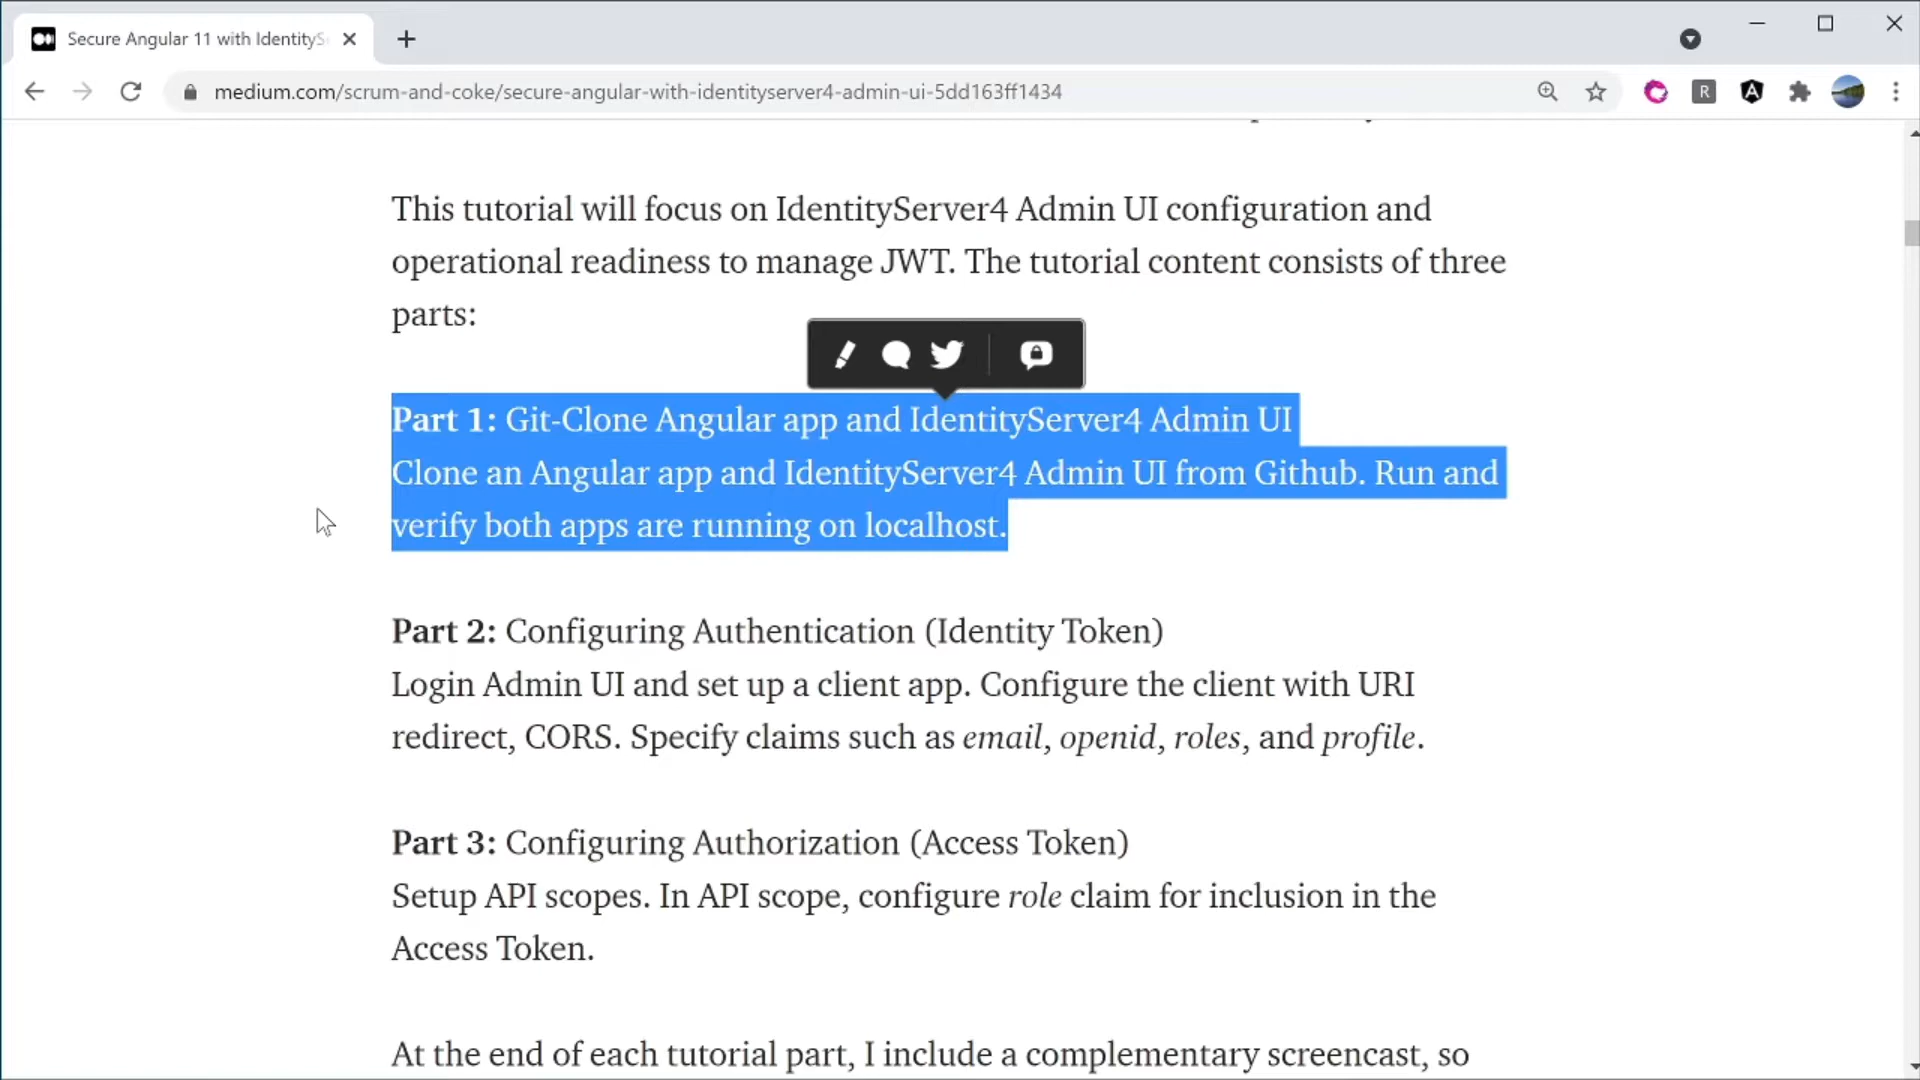 Secure Angular 11 with IdentityS
medium.com/scrum-and-coke/secure-angular-with-identityserver4-admin-ui-5dd163ff1434
R
This tutorial will focus on IdentityServer4 Admin UI configuration and
operational readiness to manage JWT. The tutorial content consists of three
parts:
Part 1: Git-Clone Angular app and IdentityServer4 Admin UI
Clone an Angular app and IdentityServer4 Admin UI from Github. Run and
verify both apps are running on localhost.
Part 2: Configuring Authentication (Identity Token)
Login Admin UI and set up a client app. Configure the client with URI
redirect, CORS. Specify claims such as email, openid, roles, and profile.
Part 3: Configuring Authorization (Access Token)
Setup API scopes. In API scope, configure role claim for inclusion in the
Access Token.
At the end of each tutorial part, I include a complementary screencast, so